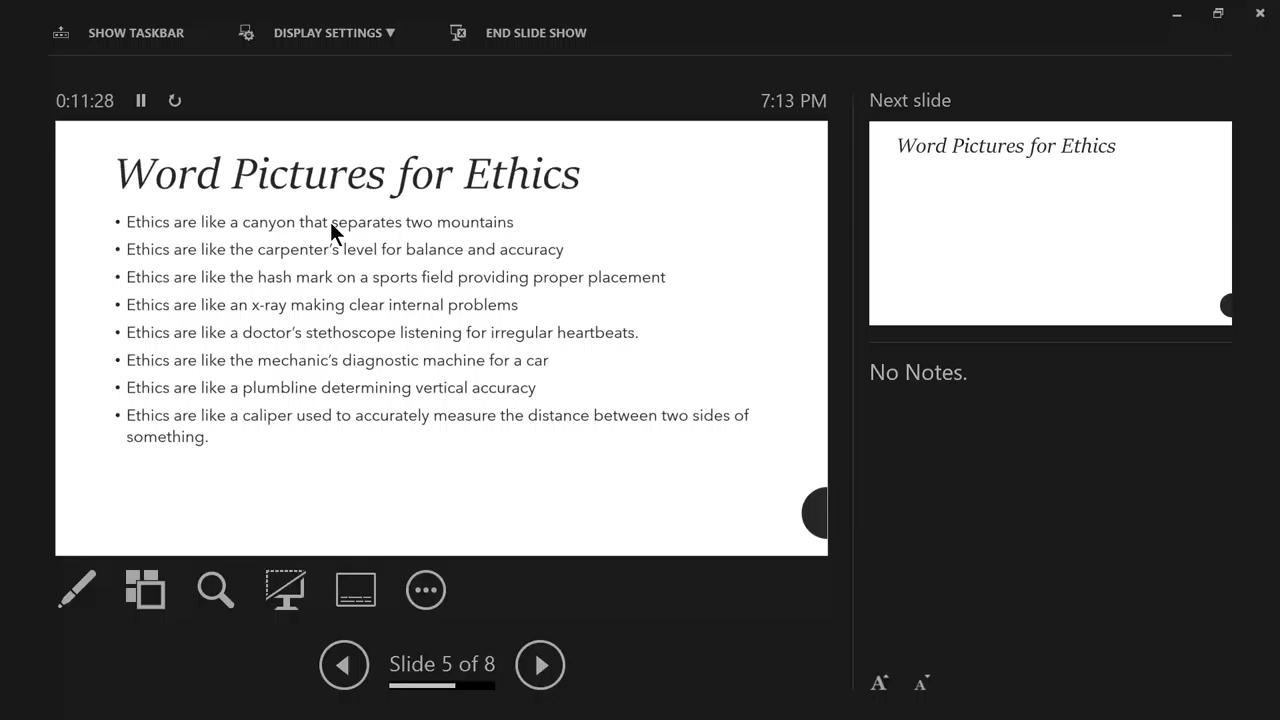 SHOW TASKBAR
DISPLAY SETTINGS ▼
END SLIDE SHOW
0:11:28
7:13 PM
Word Pictures for Ethics
• Ethics are like a canyon that separates two mountains
• Ethics are like the carpenter's level for balance and accuracy
• Ethics are like the hash mark on a sports field providing proper placement
• Ethics are like an x-ray making clear internal problems
• Ethics are like a doctor's stethoscope listening for irregular heartbeats.
• Ethics are like the mechanic's diagnostic machine for a car
• Ethics are like a plumbline determining vertical accuracy
• Ethics are like a caliper used to accurately measure the distance between two sides of
something.
Slide 5 of 8
Next slide
Word Pictures for Ethics
No Notes.
A A